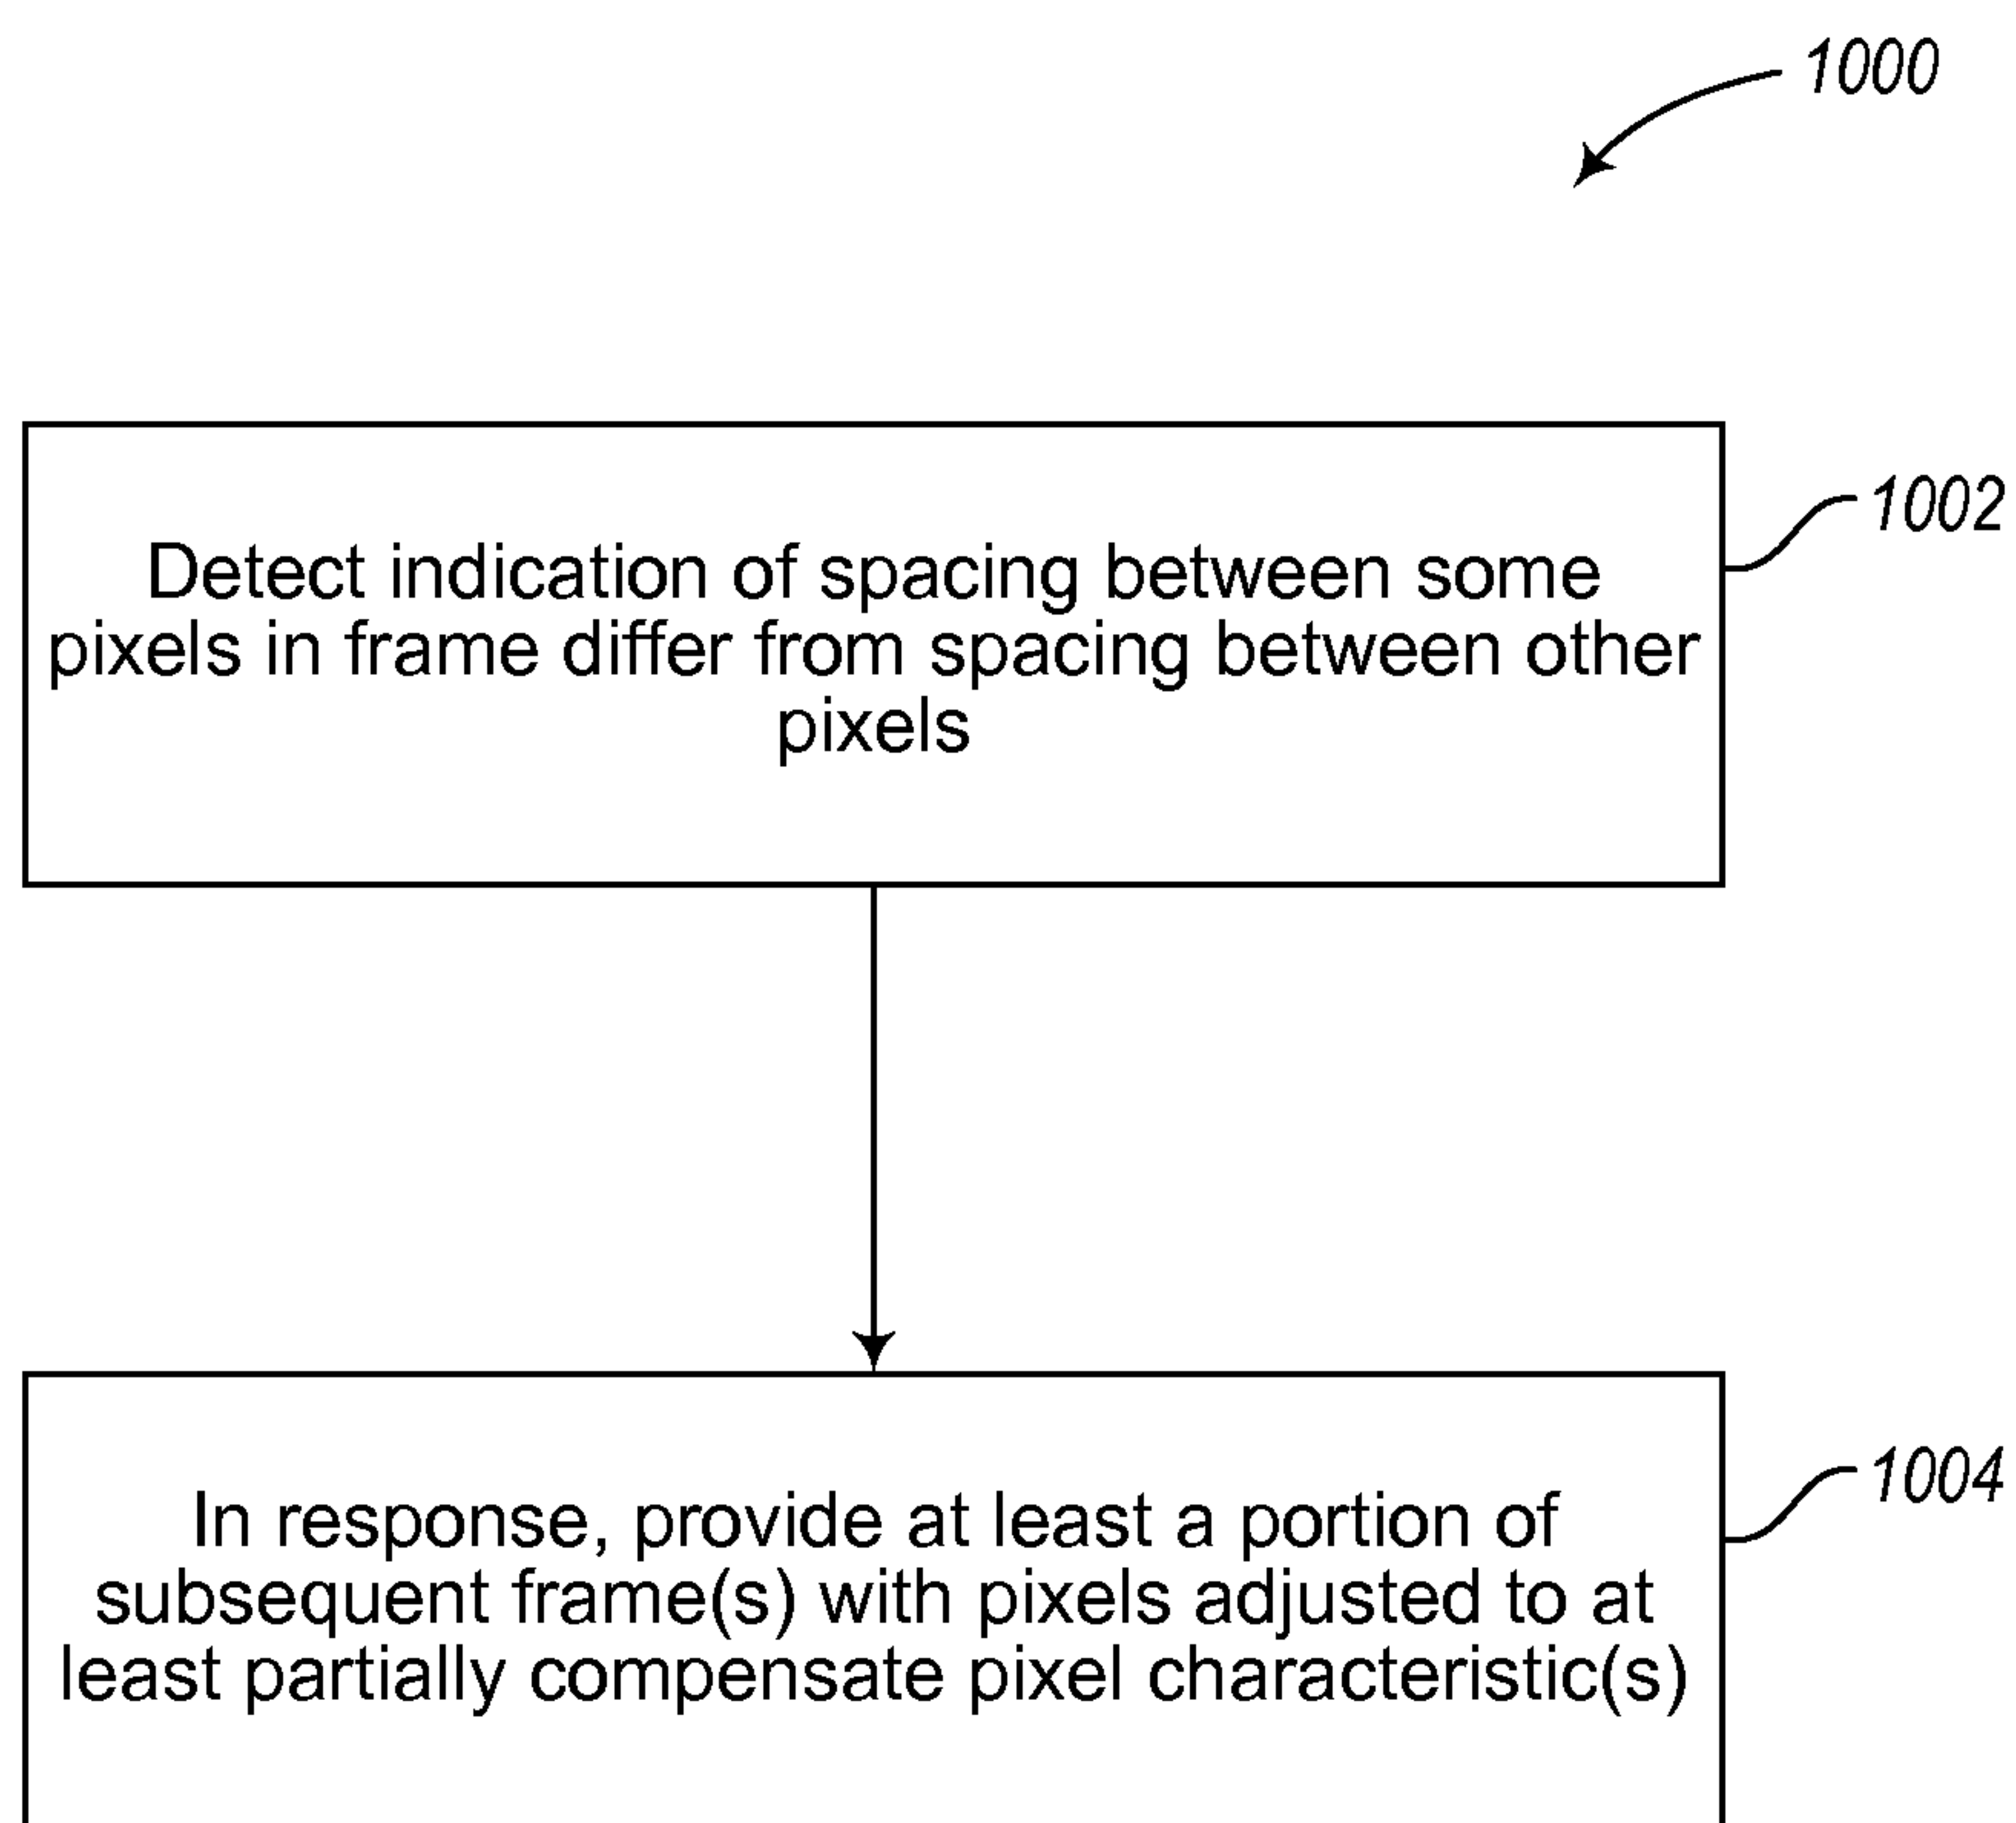 1000
Detect indication of spacing between some
pixels in frame differ from spacing between other
pixels
1002
In response, provide at least a portion of
subsequent frame(s) with pixels adjusted to at
least partially compensate pixel characteristic(s)
1004